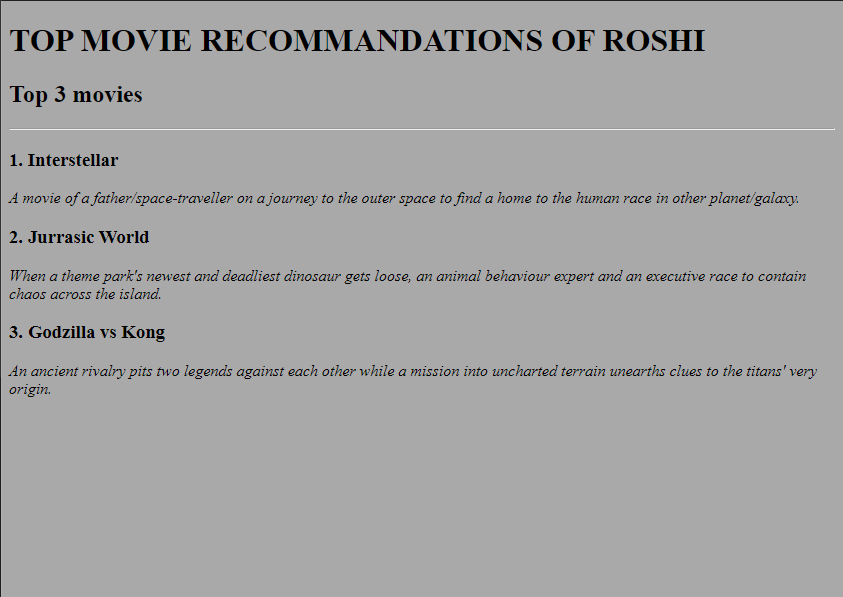 TOP MOVIE RECOMMANDATIONS OF ROSHI
Top 3 movies
1. Interstellar
A movie of a father/space-traveller on a journey to the outer space to find a home to the human race in other planet/galaxy.
2. Jurrasic World
When a theme park's newest and deadliest dinosaur gets loose, an animal behaviour expert and an executive race to contain
chaos across the island.
3. Godzilla vs Kong
An ancient rivalry pits two legends against each other while a mission into uncharted terrain unearths clues to the titans' very
origin.